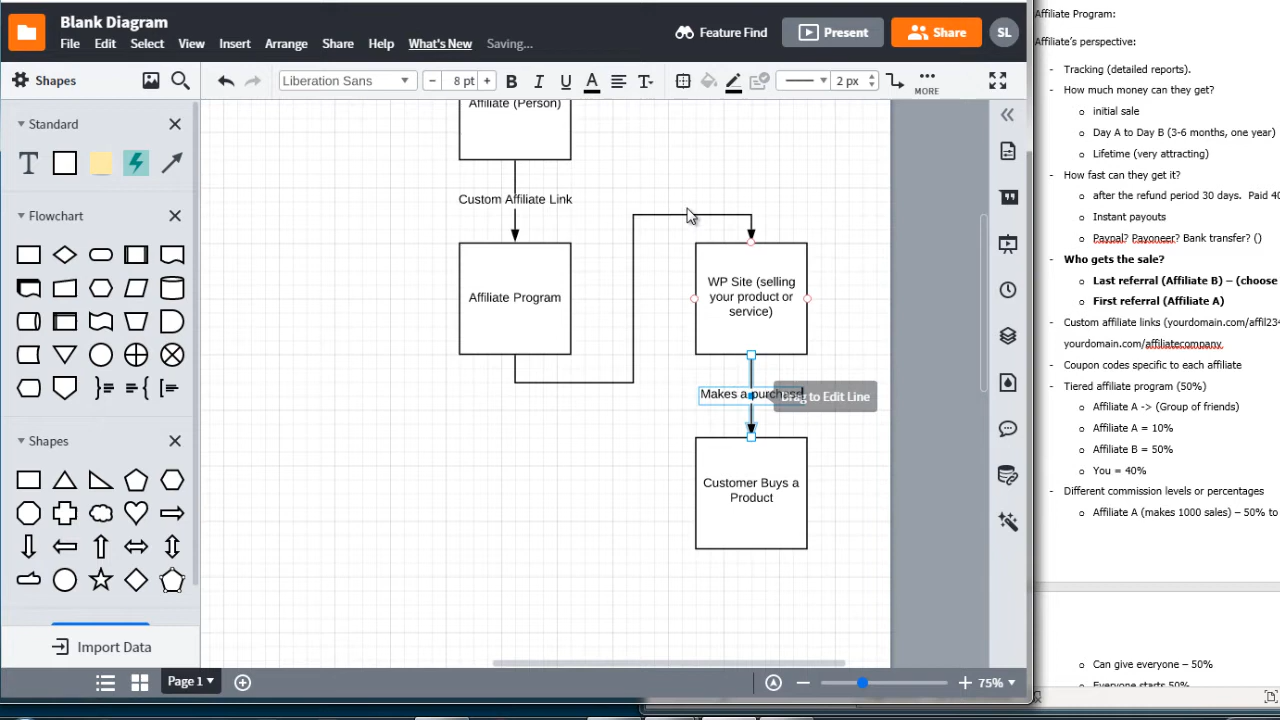 Blank Diagram
File Edit Select View Insert Arrange Share Help What's New Saving...
Feature Find
Present
Share
SL
Shapes
Liberation Sans
8 pt
B I U A
2 px
MORE
Standard
T
Flowchart
Shapes
Import Data
Affiliate (Person)
Custom Affiliate Link
Affiliate Program
WP Site (selling
your product or
service)
Makes a purchase
Drag to Edit Line
Customer Buys a
Product
Page 1
75%
Affiliate Program:
Affiliate's perspective:
- Tracking (detailed reports).
- How much money can they get?
o initial sale
o Day A to Day B (3-6 months, one year)
o Lifetime (very attracting)
- How fast can they get it?
o after the refund period 30 days. Paid 40
o Instant payouts
o Paypal? Payoneer? Bank transfer? ()
- Who gets the sale?
o Last referral (Affiliate B) – (choose
o First referral (Affiliate A)
- Custom affiliate links (yourdomain.com/affil234
yourdomain.com/affiliatecompany
- Coupon codes specific to each affiliate
- Tiered affiliate program (50%)
o Affiliate A -> (Group of friends)
o Affiliate A = 10%
o Affiliate B = 50%
o You = 40%
- Different commission levels or percentages
o Affiliate A (makes 1000 sales) – 50% to
o Can give everyone – 50%
o Everyone starts 50%